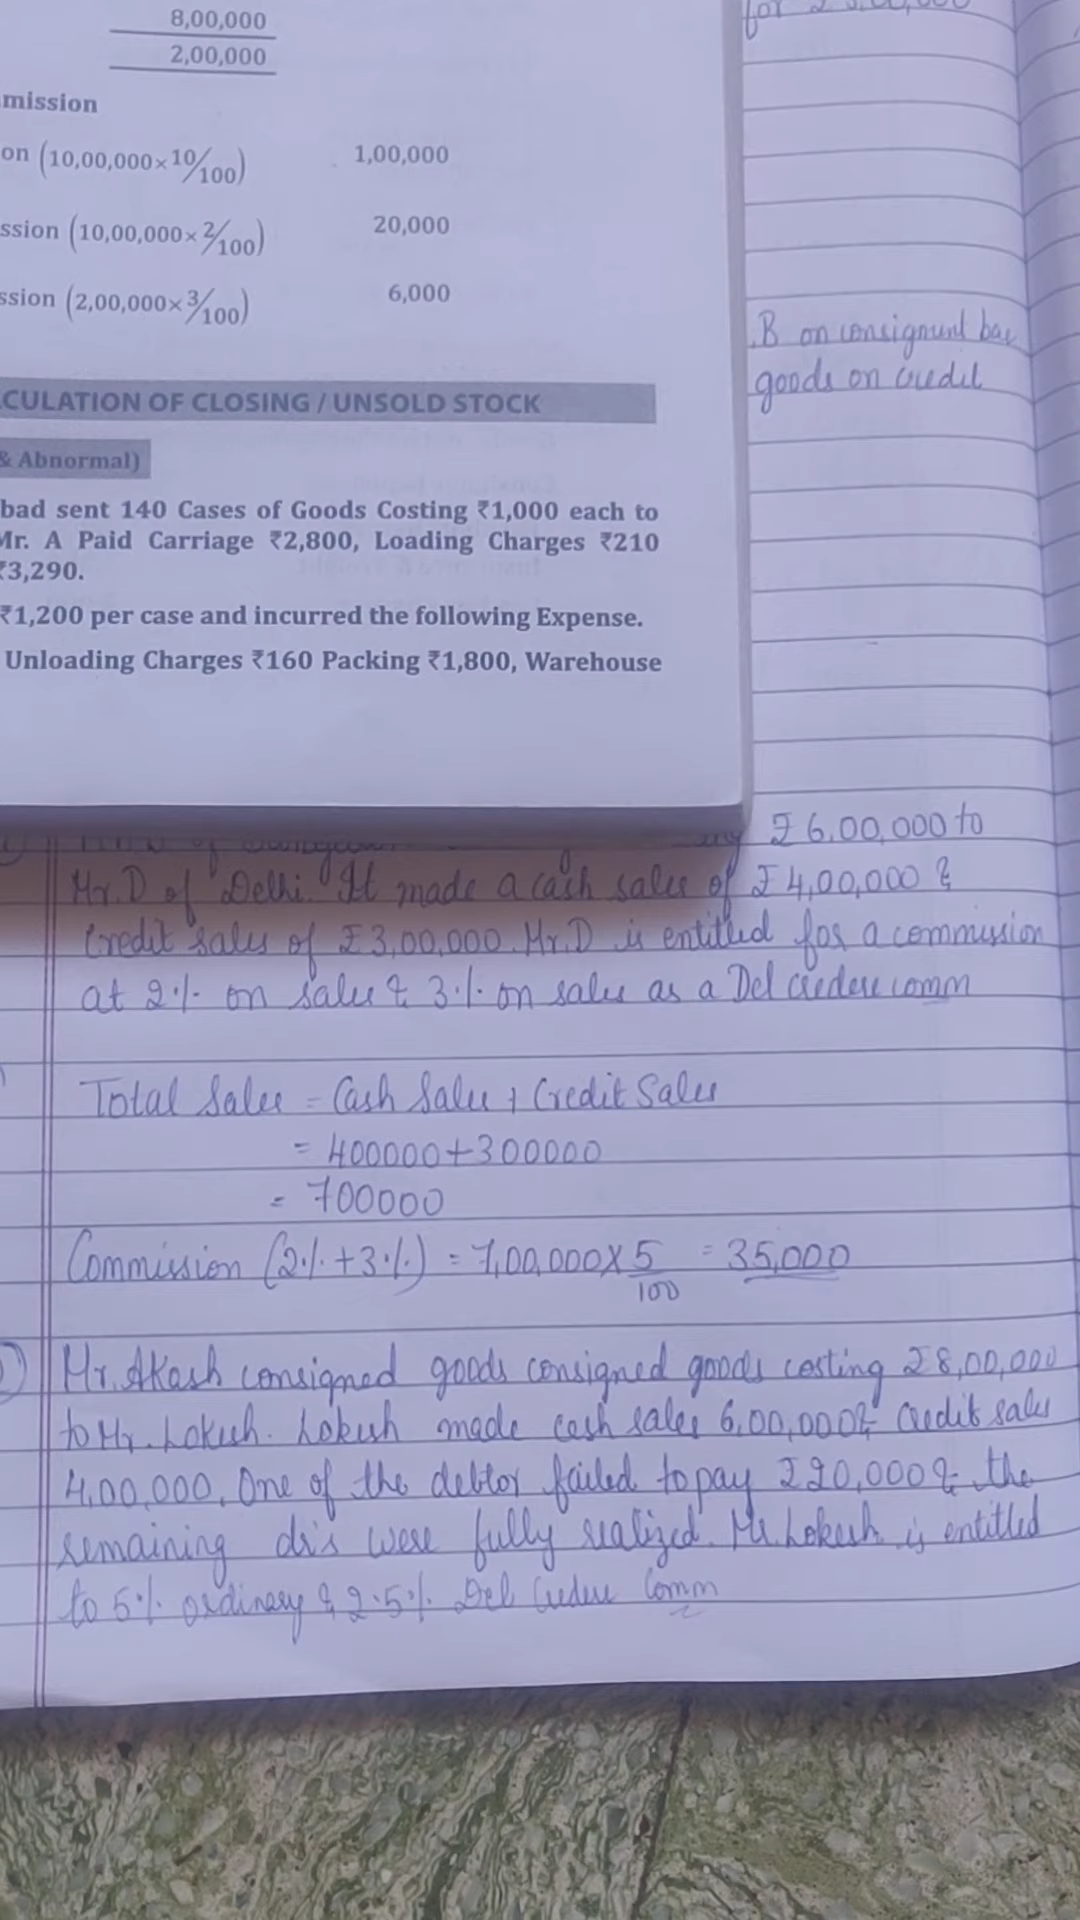 8,00,000
2,00,000
mission
on (10,00,000×10/100) 1,00,000
ssion (10,00,000×2/100) 20,000
ssion (2,00,000×3/100) 6,000
CULATION OF CLOSING / UNSOLD STOCK
& Abnormal)
bad sent 140 Cases of Goods Costing ₹1,000 each to
Mr. A Paid Carriage ₹2,800, Loading Charges ₹210
₹3,290.
₹1,200 per case and incurred the following Expense.
Unloading Charges ₹160 Packing ₹1,800, Warehouse
for
B on consignment
goods on credit
₹ 6,00,000 to
Mr.D of Delhi. It made a cash sales of ₹ 4,00,000 &
Credit sales of ₹3,00,000. Mr.D is entitled for a commission
at 2% on sales & 3% on sales as a Del credere comm
Total Sales = Cash Sales + Credit Sales
= 400000+300000
= 700000
Commission (2%+3%) = 7,00,000×5/100 = 35,000
Mr. Akash consigned goods consigned goods costing ₹8,00,000
to Mr. Lokesh. Lokesh made cash sales 6,00,000 & Credit sales
4,00,000. One of the debtor failed to pay ₹20,000 & the
remaining dr's were fully realized. Mr. Lokesh is entitled
to 5% ordinary & 2.5% Del Credere Comm